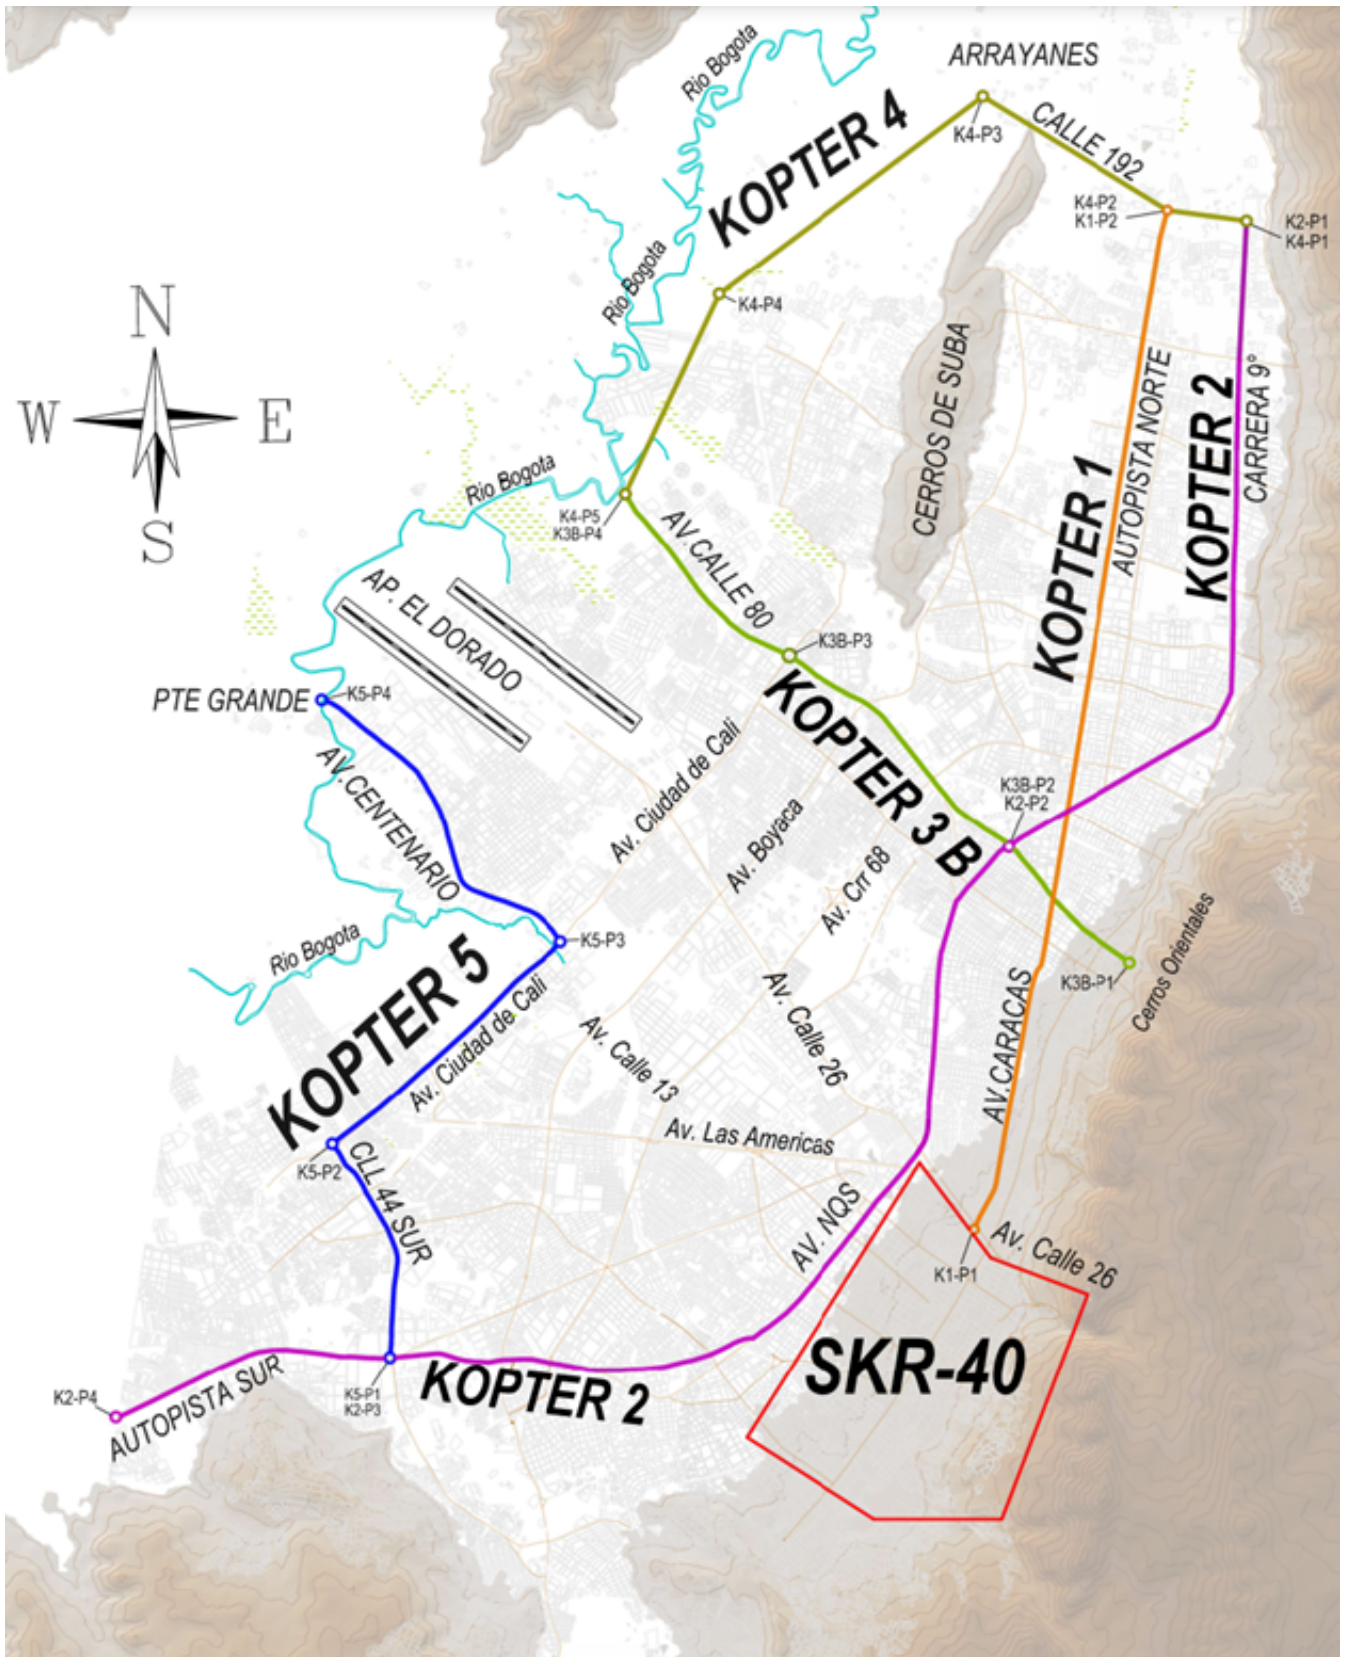 Rio Bogota
ARRAYANES
KOPTER 4
K4-P3
CALLE 192
K4-P2
K1-P2
K2-P1
K4-P1
Rio Bogota
K4-P4
N
W
E
S
CERROS DE SUBA
AUTOPISTA NORTE
KOPTER 2
CARRERA 9°
KOPTER 1
Rio Bogota
K4-P5
K3B-P4
AV.CALLE 80
AP. EL DORADO
K3B-P3
PTE GRANDE
K5-P4
KOPTER 3 B
AV.CENTENARIO
Av. Ciudad de Cali
Av. Boyaca
Av. Crr 68
K3B-P2
K2-P2
Rio Bogota
K5-P3
K3B-P1
Cerros Orientales
KOPTER 5
Av. Ciudad de Cali
Av. Calle 13
Av. Calle 26
AV.CARACAS
Av. Las Americas
K5-P2
CLL 44 SUR
AV. NQS
Av. Calle 26
K1-P1
SKR-40
K2-P4
AUTOPISTA SUR
K5-P1
K2-P3
KOPTER 2